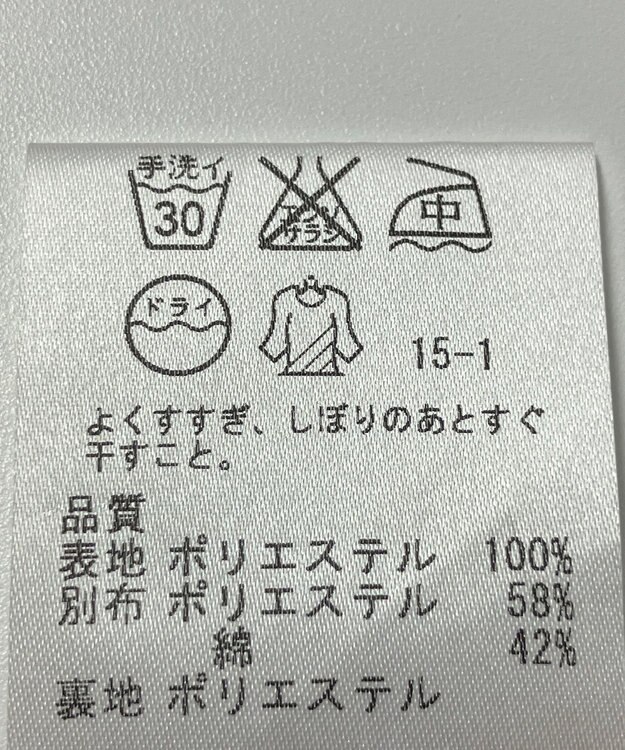 手洗イ
30
エンソ
サラシ
中
ドライ
15-1
よくすすぎ、しぼりのあとすぐ
干すこと。
品質
表地 ポリエステル 100%
別布 ポリエステル 58%
綿 42%
裏地 ポリエステル